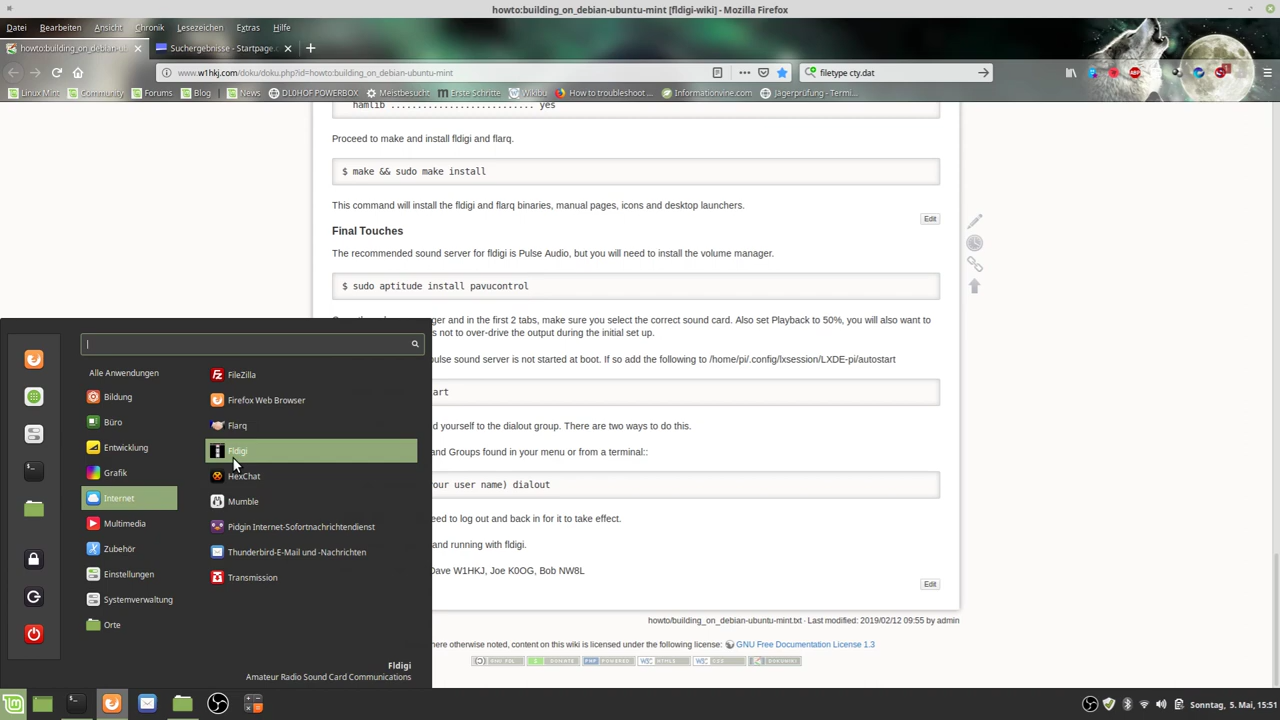 howto:building_on_debian-ubuntu-mint [fldigi-wiki] - Mozilla Firefox
Datei Bearbeiten Ansicht Chronik Lesezeichen Extras Hilfe
howto:building_on_debian-ub
Suchergebnisse - Startpage.c
www.w1hkj.com/doku/doku.php?id=howto:building_on_debian-ubuntu-mint
filetype cty.dat
Linux Mint Community Forums Blog News DL0HOF POWERBOX Meistbesucht Erste Schritte Wikibu How to troubleshoot ... Informationvine.com Jägerprüfung - Termi...
hamlib ........................... yes
Proceed to make and install fldigi and flarq.
$ make && sudo make install
This command will install the fldigi and flarq binaries, manual pages, icons and desktop launchers.
Edit
Final Touches
The recommended sound server for fldigi is Pulse Audio, but you will need to install the volume manager.
$ sudo aptitude install pavucontrol
ger and in the first 2 tabs, make sure you select the correct sound card. Also set Playback to 50%, you will also want to
s not to over-drive the output during the initial set up.
pulse sound server is not started at boot. If so add the following to /home/pi/.config/lxsession/LXDE-pi/autostart
art
d yourself to the dialout group. There are two ways to do this.
and Groups found in your menu or from a terminal::
our user name) dialout
eed to log out and back in for it to take effect.
and running with fldigi.
Dave W1HKJ, Joe K0OG, Bob NW8L
Edit
howto/building_on_debian-ubuntu-mint.txt · Last modified: 2019/02/12 09:55 by admin
here otherwise noted, content on this wiki is licensed under the following license: GNU Free Documentation License 1.3
Alle Anwendungen
Bildung
Büro
Entwicklung
Grafik
Internet
Multimedia
Zubehör
Einstellungen
Systemverwaltung
Orte
FileZilla
Firefox Web Browser
Flarq
Fldigi
HexChat
Mumble
Pidgin Internet-Sofortnachrichtendienst
Thunderbird-E-Mail und -Nachrichten
Transmission
Fldigi
Amateur Radio Sound Card Communications
Sonntag, 5. Mai, 15:51